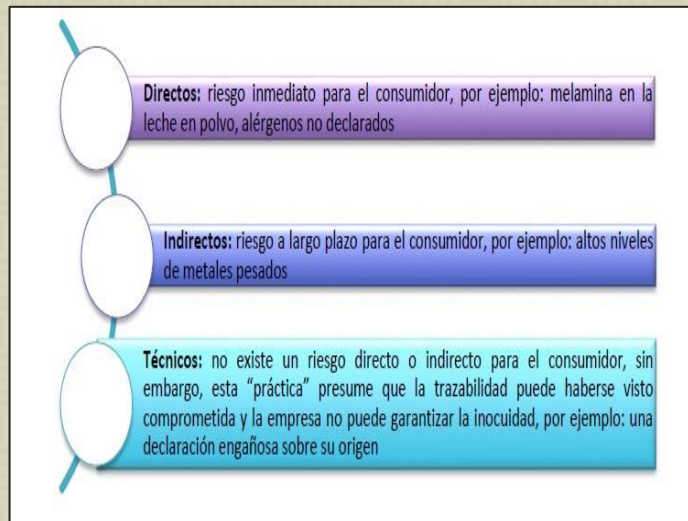 Directos: riesgo inmediato para el consumidor, por ejemplo: melamina en la
leche en polvo, alérgenos no declarados
Indirectos: riesgo a largo plazo para el consumidor, por ejemplo: altos niveles
de metales pesados
Técnicos: no existe un riesgo directo o indirecto para el consumidor, sin
embargo, esta “práctica” presume que la trazabilidad puede haberse visto
comprometida y la empresa no puede garantizar la inocuidad, por ejemplo: una
declaración engañosa sobre su origen